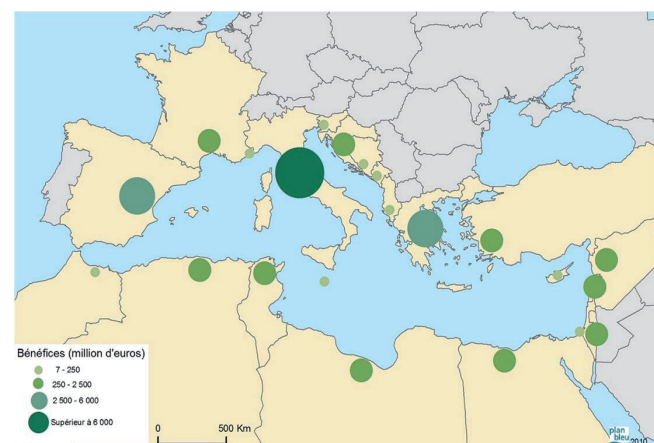 Bénéfices (million d'euros)
7 - 250
250 - 2 500
2 500 - 6 000
Supérieur à 6 000
0 500 Km
plan
bleu
2010